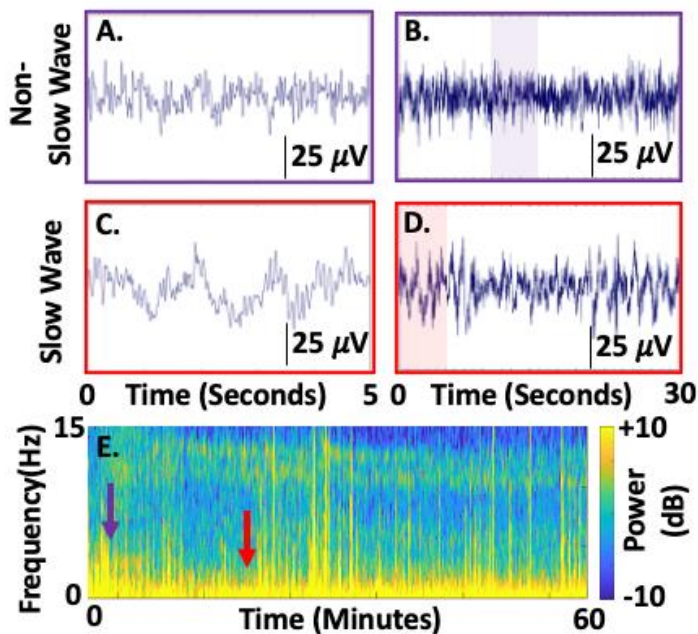 Non-
Slow Wave
A.
25 μV
B.
25 μV
Slow Wave
C.
25 μV
D.
25 μV
0 Time (Seconds) 5
0 Time (Seconds) 30
Frequency(Hz)
15
0
E.
0 Time (Minutes) 60
+10
-10
Power
(dB)